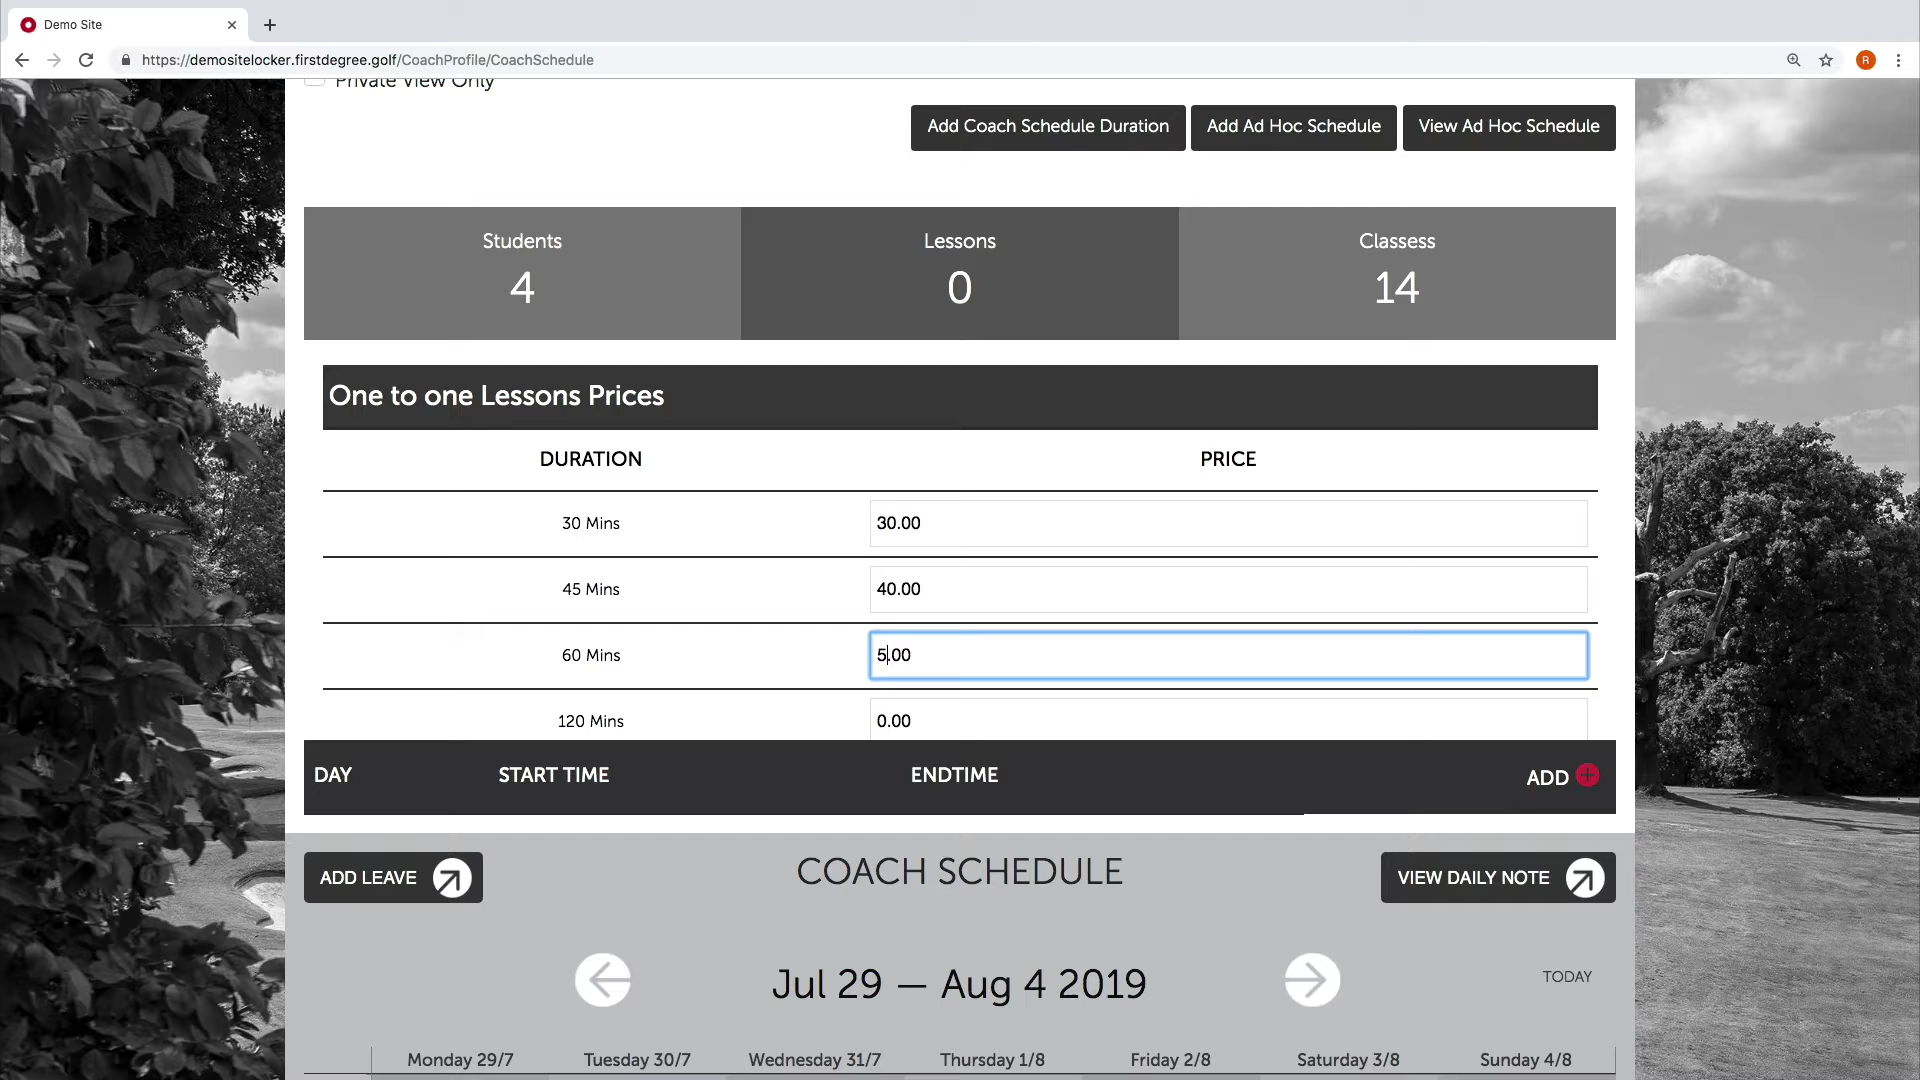 Demo Site
https://demositelocker.firstdegree.golf/CoachProfile/CoachSchedule
R
Private View Only
Add Coach Schedule Duration
Add Ad Hoc Schedule
View Ad Hoc Schedule
Students
Lessons
Classess
4
0
14
One to one Lessons Prices
DURATION PRICE
30 Mins 30.00
45 Mins 40.00
60 Mins 5.00
120 Mins 0.00
DAY START TIME ENDTIME ADD
ADD LEAVE
COACH SCHEDULE
VIEW DAILY NOTE
Jul 29 — Aug 4 2019
TODAY
Monday 29/7 Tuesday 30/7 Wednesday 31/7 Thursday 1/8 Friday 2/8 Saturday 3/8 Sunday 4/8